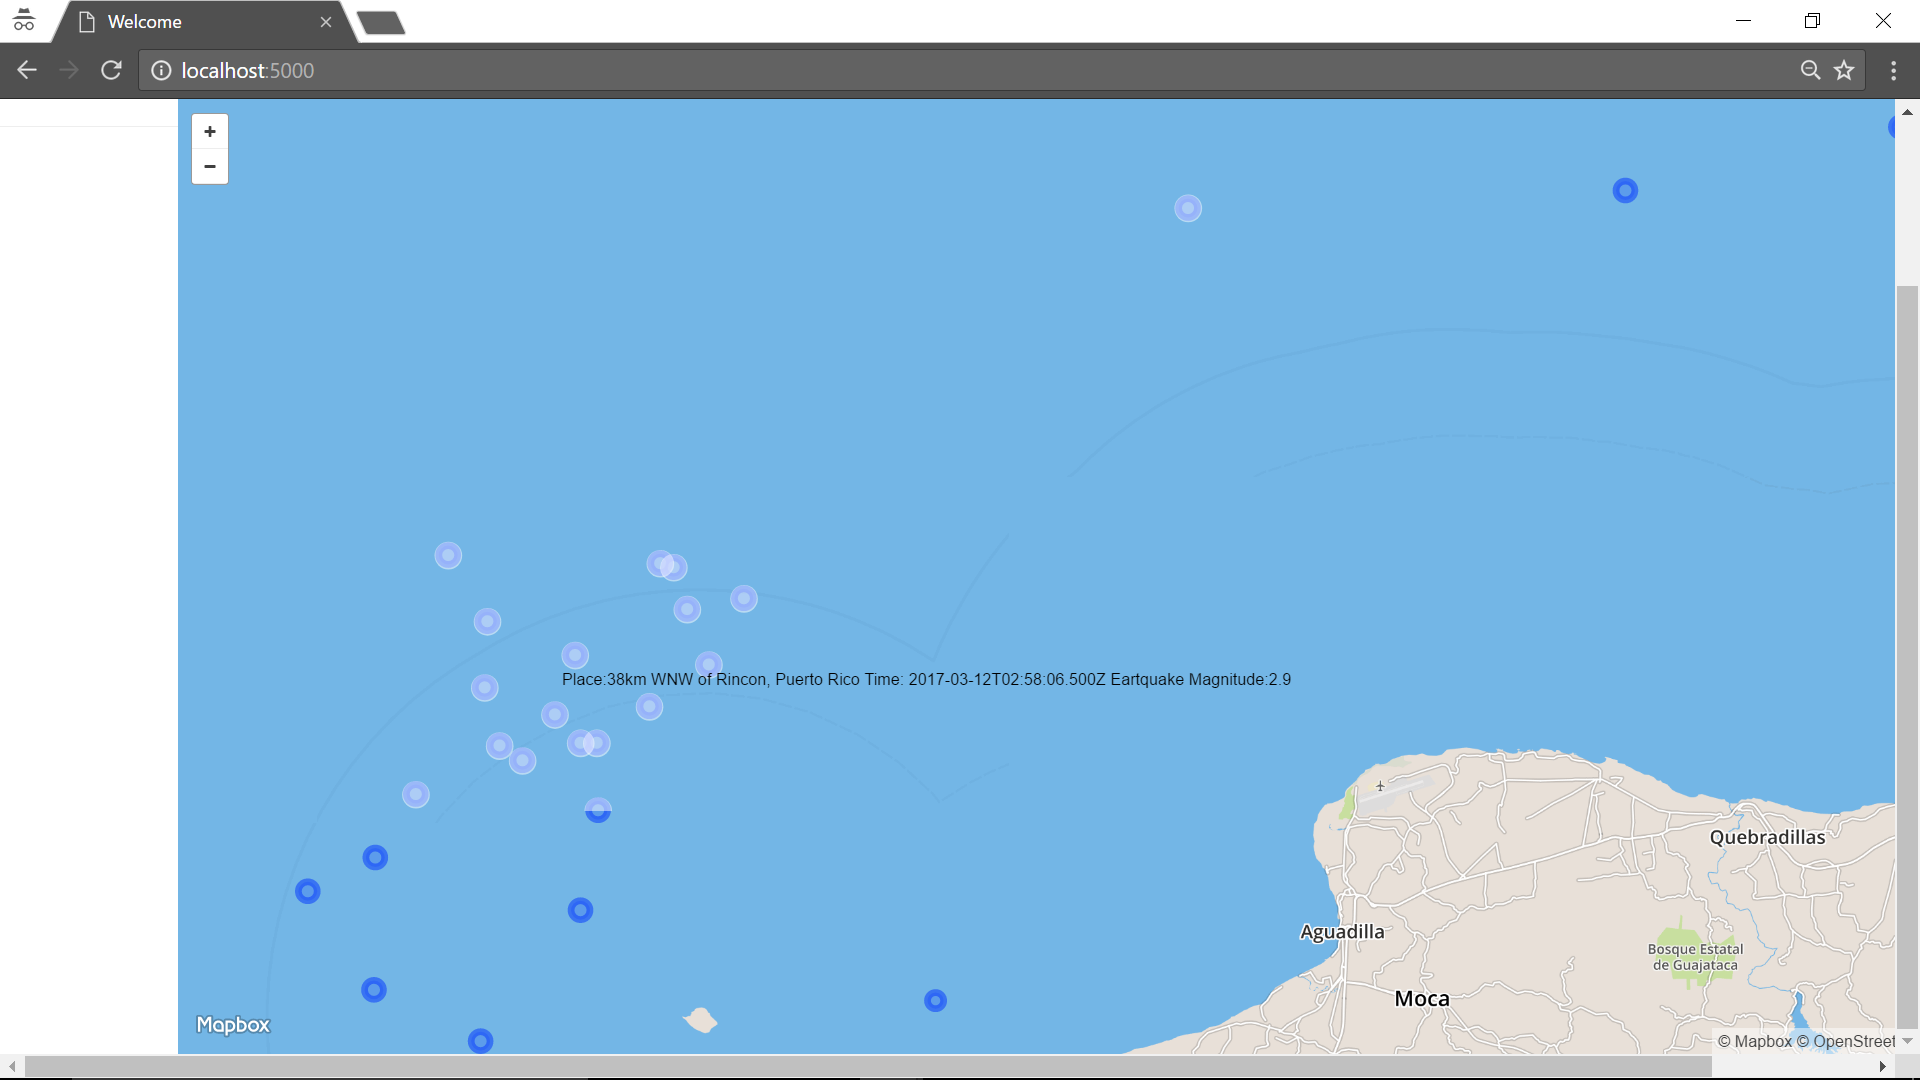 Welcome
localhost:5000
+
−
Place:38km WNW of Rincon, Puerto Rico Time: 2017-03-12T02:58:06.500Z Eartquake Magnitude:2.9
Quebradillas
Aguadilla
Bosque Estatal
de Guajataca
Moca
Mapbox
© Mapbox © OpenStreet